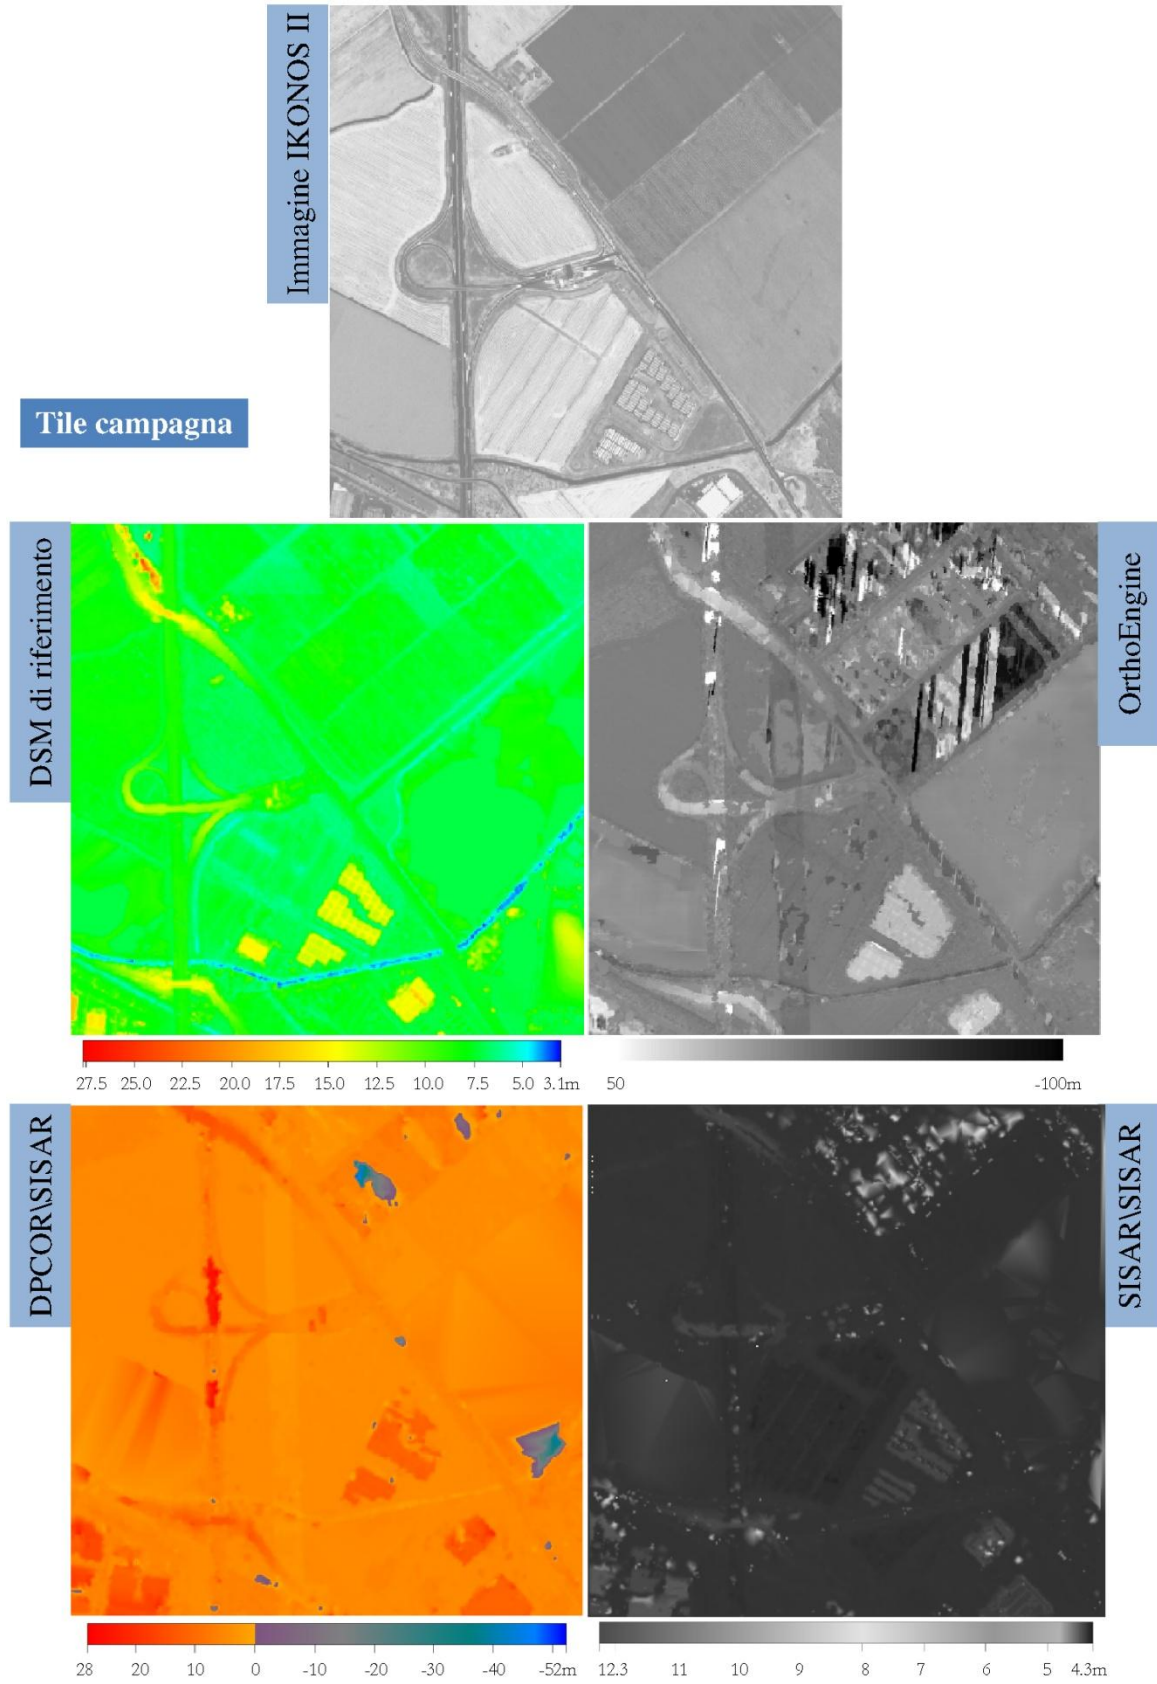 Immagine IKONOS II
Tile campagna
DSM di riferimento
OrthoEngine
27.5 25.0 22.5 20.0 17.5 15.0 12.5 10.0 7.5 5.0 3.1m
50 -100m
DPCOR\SISAR
SISAR\SISAR
28 20 10 0 -10 -20 -30 -40 -52m
12.3 11 10 9 8 7 6 5 4.3m